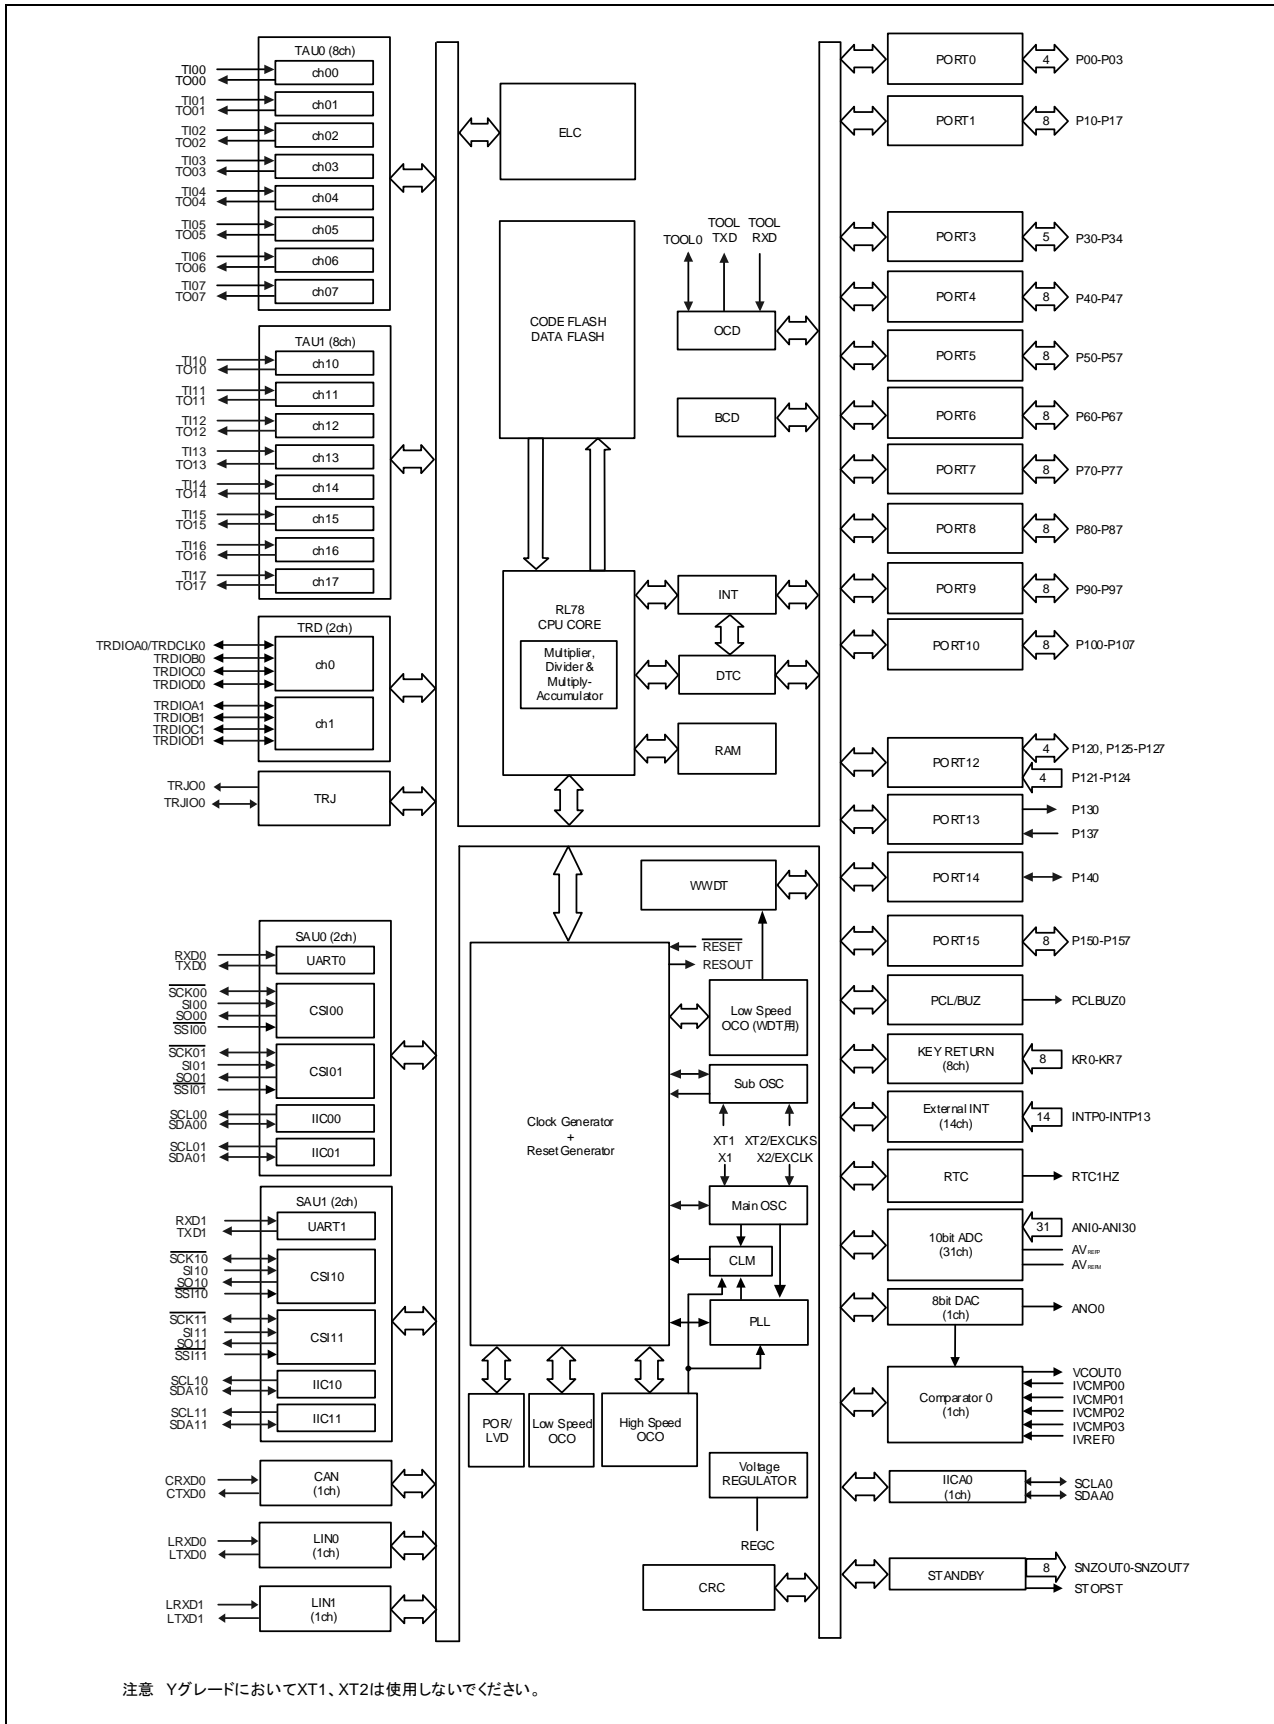 TAU0 (8ch)
TI00
TO00
ch00
TI01
TO01
ch01
TI02
TO02
ch02
TI03
TO03
ch03
TI04
TO04
ch04
TI05
TO05
ch05
TI06
TO06
ch06
TI07
TO07
ch07
TAU1 (8ch)
TI10
TO10
ch10
TI11
TO11
ch11
TI12
TO12
ch12
TI13
TO13
ch13
TI14
TO14
ch14
TI15
TO15
ch15
TI16
TO16
ch16
TI17
TO17
ch17
TRD (2ch)
TRDIOA0/TRDCLK0
TRDIOB0
TRDIOC0
TRDIOD0
ch0
TRDIOA1
TRDIOB1
TRDIOC1
TRDIOD1
ch1
TRJO0
TRJIO0
TRJ
SAU0 (2ch)
RXD0
TXD0
UART0
SCK00
SI00
SO00
SSI00
CSI00
SCK01
SI01
SO01
SSI01
CSI01
SCL00
SDA00
IIC00
SCL01
SDA01
IIC01
SAU1 (2ch)
RXD1
TXD1
UART1
SCK10
SI10
SO10
SSI10
CSI10
SCK11
SI11
SO11
SSI11
CSI11
SCL10
SDA10
IIC10
SCL11
SDA11
IIC11
CRXD0
CTXD0
CAN
(1ch)
LRXD0
LTXD0
LIN0
(1ch)
LRXD1
LTXD1
LIN1
(1ch)
ELC
CODE FLASH
DATA FLASH
TOOL0
TOOL
TXD
TOOL
RXD
OCD
BCD
RL78
CPU CORE
Multiplier,
Divider &
Multiply-
Accumulator
INT
DTC
RAM
WWDT
RESET
RESOUT
Low Speed
OCO (WDT用)
Sub OSC
Clock Generator
+
Reset Generator
XT1
XT2/EXCLKS
X1
X2/EXCLK
Main OSC
CLM
PLL
POR/
LVD
Low Speed
OCO
High Speed
OCO
Voltage
REGULATOR
REGC
CRC
PORT0
4
P00-P03
PORT1
8
P10-P17
PORT3
5
P30-P34
PORT4
8
P40-P47
PORT5
8
P50-P57
PORT6
8
P60-P67
PORT7
8
P70-P77
PORT8
8
P80-P87
PORT9
8
P90-P97
PORT10
8
P100-P107
PORT12
4
P120, P125-P127
4
P121-P124
PORT13
P130
P137
PORT14
P140
PORT15
8
P150-P157
PCL/BUZ
PCLBUZ0
KEY RETURN
(8ch)
8
KR0-KR7
External INT
(14ch)
14
INTP0-INTP13
RTC
RTC1HZ
10bit ADC
(31ch)
31
ANI0-ANI30
AVREFP
AVREFM
8bit DAC
(1ch)
ANO0
Comparator 0
(1ch)
VCOUT0
IVCMP00
IVCMP01
IVCMP02
IVCMP03
IVREF0
IICA0
(1ch)
SCLA0
SDAA0
STANDBY
8
SNZOUT0-SNZOUT7
STOPST
注意 YグレードにおいてXT1、XT2は使用しないでください。